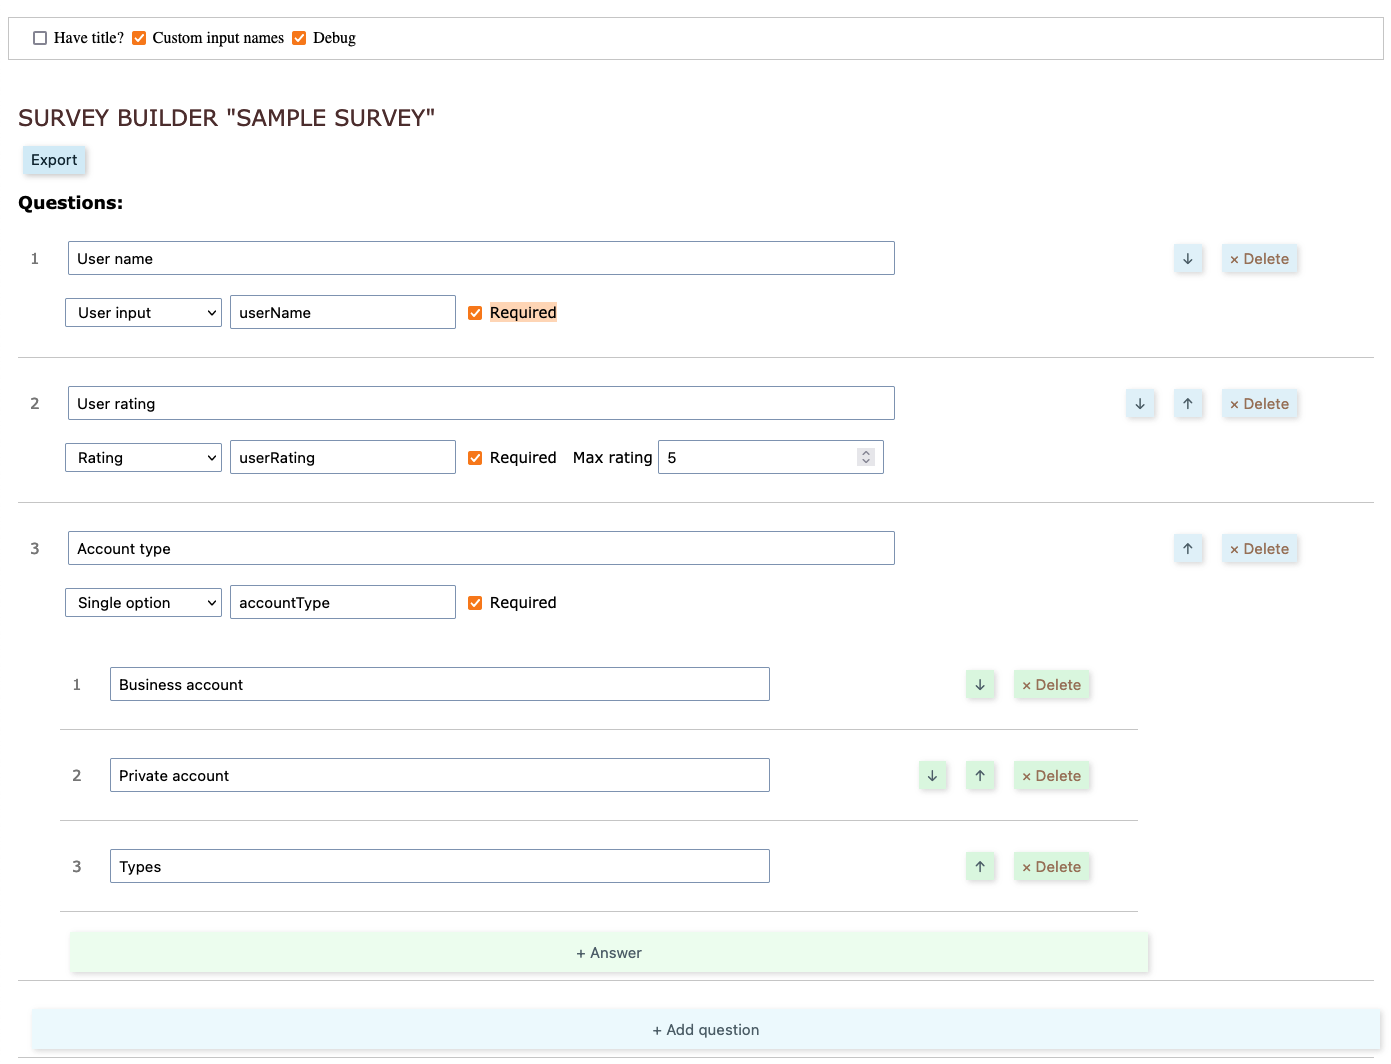 Have title? Custom input names Debug
SURVEY BUILDER "SAMPLE SURVEY"
Export
Questions:
1 User name ↓ × Delete
User input userName Required
2 User rating ↓ ↑ × Delete
Rating userRating Required Max rating 5
3 Account type ↑ × Delete
Single option accountType Required
1 Business account ↓ × Delete
2 Private account ↓ ↑ × Delete
3 Types ↑ × Delete
+ Answer
+ Add question